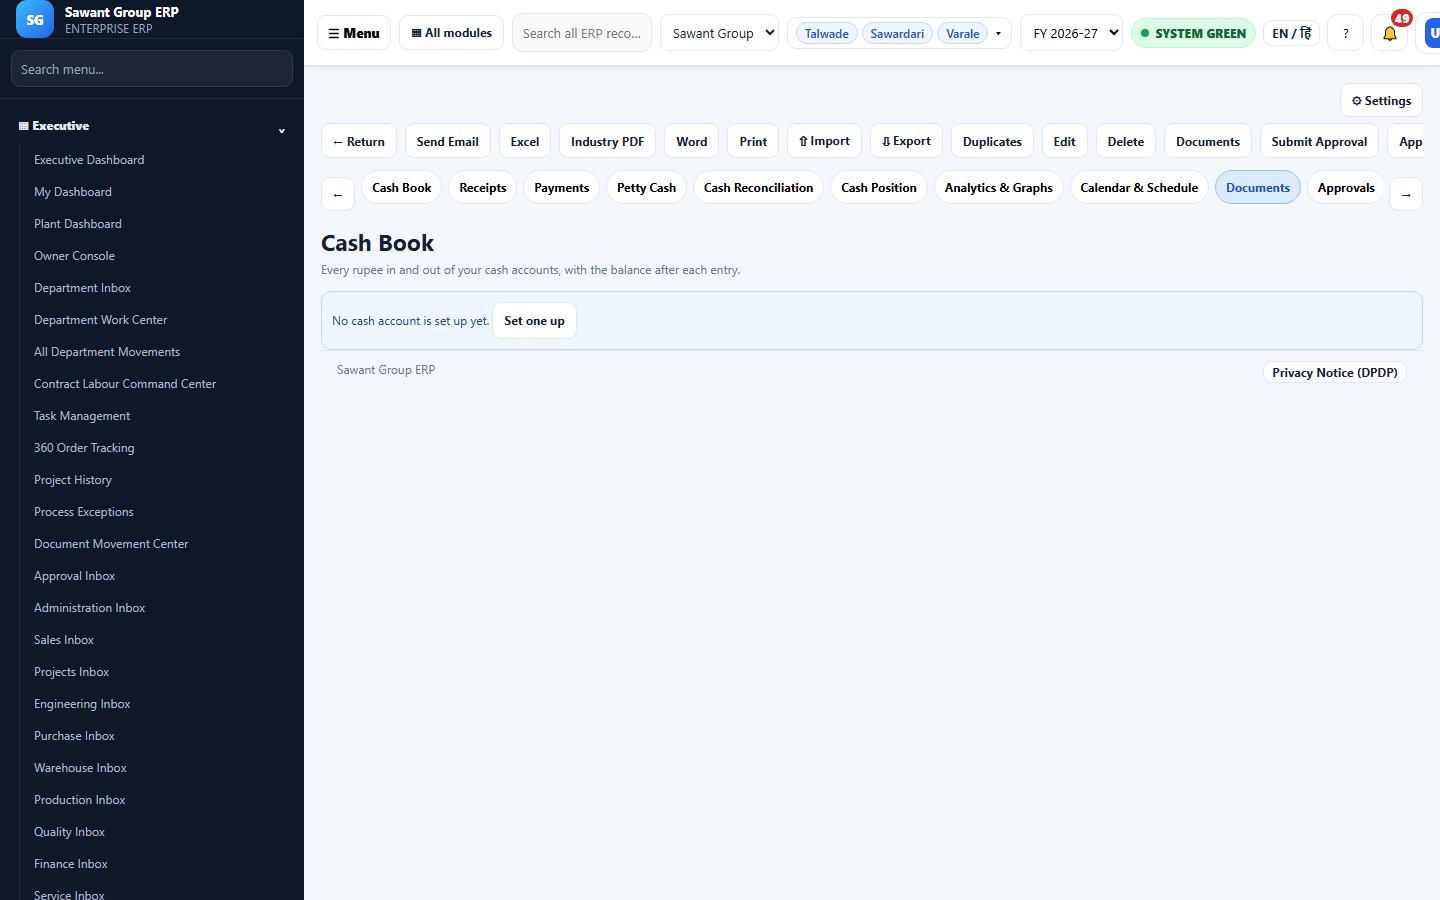 SG
Sawant Group ERP
ENTERPRISE ERP
☰ Menu
All modules
Search all ERP reco...
Sawant Group
Talwade
Sawardari
Varale
FY 2026-27
SYSTEM GREEN
EN / हिं
?
49
U
Search menu...
Executive
Executive Dashboard
My Dashboard
Plant Dashboard
Owner Console
Department Inbox
Department Work Center
All Department Movements
Contract Labour Command Center
Task Management
360 Order Tracking
Project History
Process Exceptions
Document Movement Center
Approval Inbox
Administration Inbox
Sales Inbox
Projects Inbox
Engineering Inbox
Purchase Inbox
Warehouse Inbox
Production Inbox
Quality Inbox
Finance Inbox
Service Inbox
⚙ Settings
← Return
Send Email
Excel
Industry PDF
Word
Print
⇧ Import
⇩ Export
Duplicates
Edit
Delete
Documents
Submit Approval
App
←
Cash Book
Receipts
Payments
Petty Cash
Cash Reconciliation
Cash Position
Analytics & Graphs
Calendar & Schedule
Documents
Approvals
→
Cash Book
Every rupee in and out of your cash accounts, with the balance after each entry.
No cash account is set up yet. Set one up
Sawant Group ERP
Privacy Notice (DPDP)